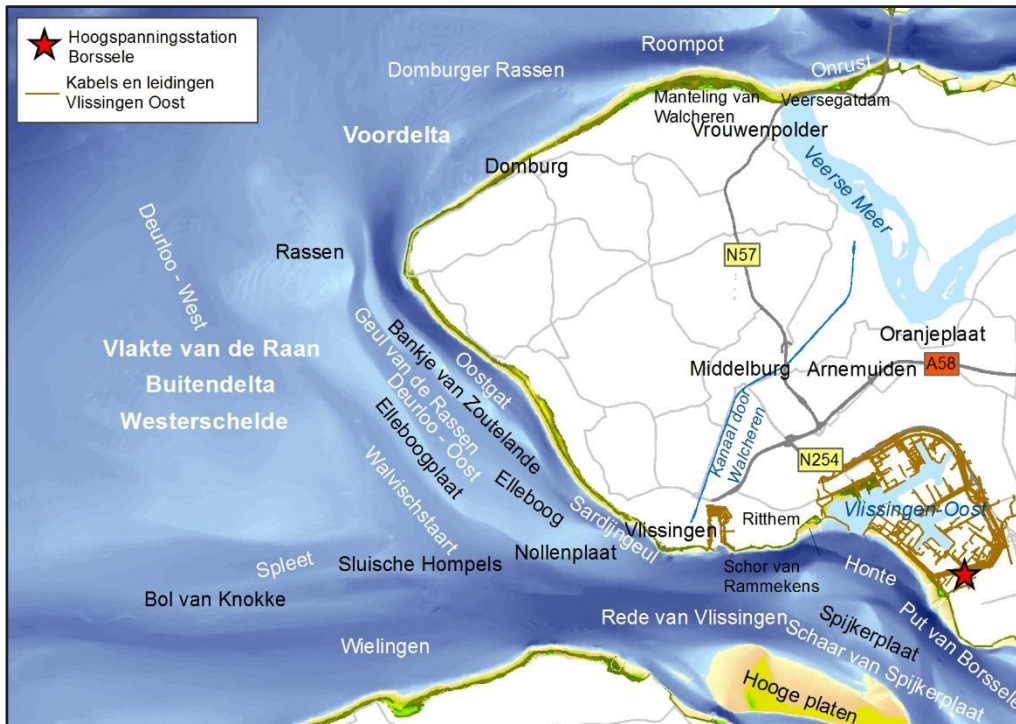 Hoogspanningsstation
Borssele
Kabels en leidingen
Vlissingen Oost
Roompot
Domburger Rassen
Onrust
Manteling van
Walcheren
Veersegatdam
Vrouwenpolder
Voordelta
Domburg
Veerse Meer
Deurloo - West
Rassen
N57
Oranjeplaat
Vlakte van de Raan
Buitendelta
Westerschelde
Bankje van Zoutelande
Oostgat
Geul van de Rassen
Deurloo - Oost
Elleboogplaat
Middelburg
Arnemuiden
A58
Kanaal door
Walcheren
N254
Walvischstaart
Elleboog
Sardijngeul
Vlissingen
Ritthem
Vlissingen-Oost
Spleet
Sluische Hompels
Nollenplaat
Schor van
Rammekens
Honte
Bol van Knokke
Wielingen
Rede van Vlissingen
Spijkerplaat
Schaar van Spijkerplaat
Put van Borssele
Hooge platen